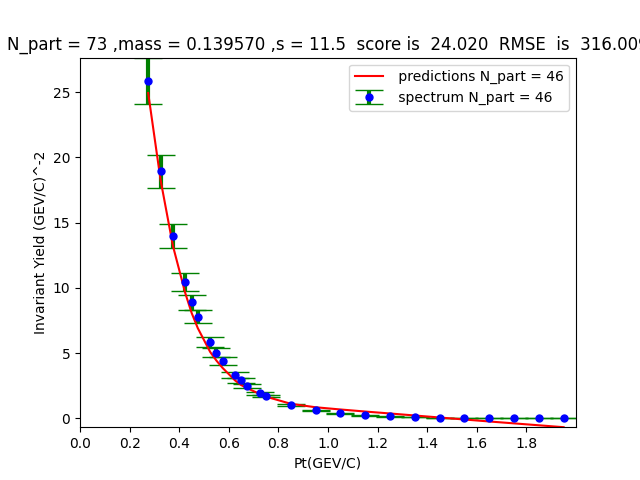 N_part = 73 ,mass = 0.139570 ,s = 11.5 score is 24.020 RMSE is 316.009
predictions N_part = 46
spectrum N_part = 46
Invariant Yield (GEV/C)^-2
25
20
15
10
5
0
0.0 0.2 0.4 0.6 0.8 1.0 1.2 1.4 1.6 1.8
Pt(GEV/C)